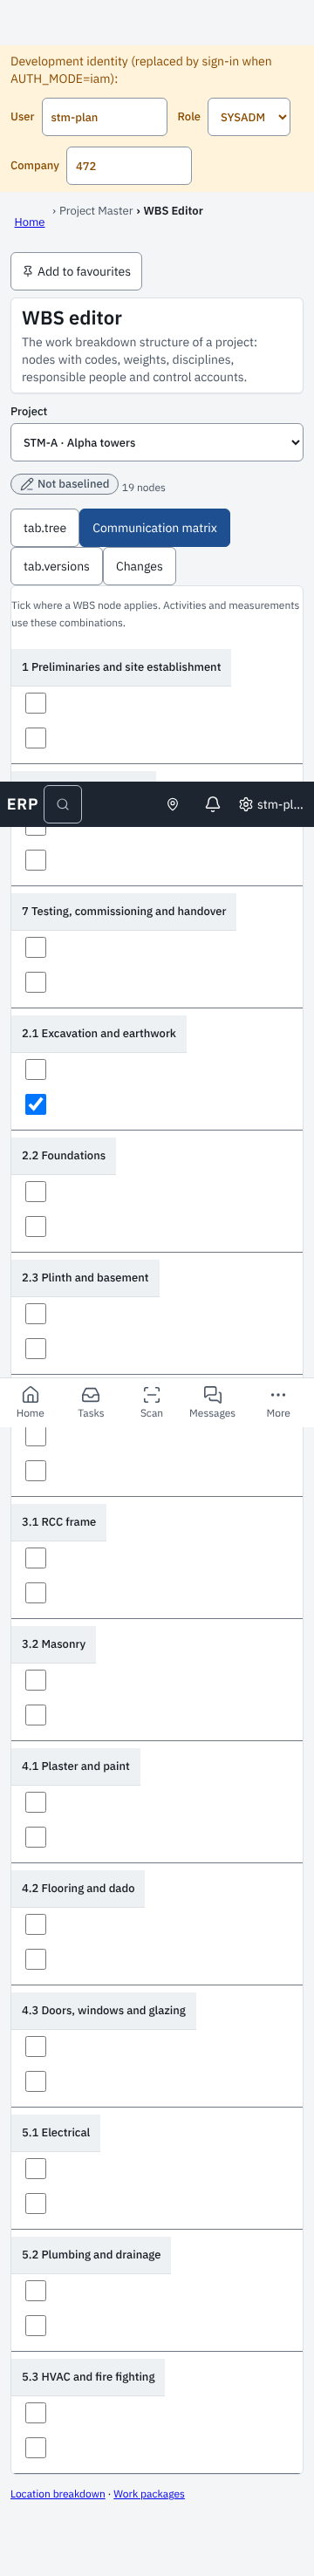 Development identity (replaced by sign-in when
AUTH_MODE=iam):
User stm-plan Role SYSADM
Company 472
Home › Project Master › WBS Editor
Add to favourites
WBS editor
The work breakdown structure of a project:
nodes with codes, weights, disciplines,
responsible people and control accounts.
Project
STM-A · Alpha towers
Not baselined 19 nodes
tab.tree Communication matrix
tab.versions Changes
Tick where a WBS node applies. Activities and measurements
use these combinations.
1 Preliminaries and site establishment
ERP stm-pl...
7 Testing, commissioning and handover
2.1 Excavation and earthwork
2.2 Foundations
2.3 Plinth and basement
Home Tasks Scan Messages More
3.1 RCC frame
3.2 Masonry
4.1 Plaster and paint
4.2 Flooring and dado
4.3 Doors, windows and glazing
5.1 Electrical
5.2 Plumbing and drainage
5.3 HVAC and fire fighting
Location breakdown · Work packages